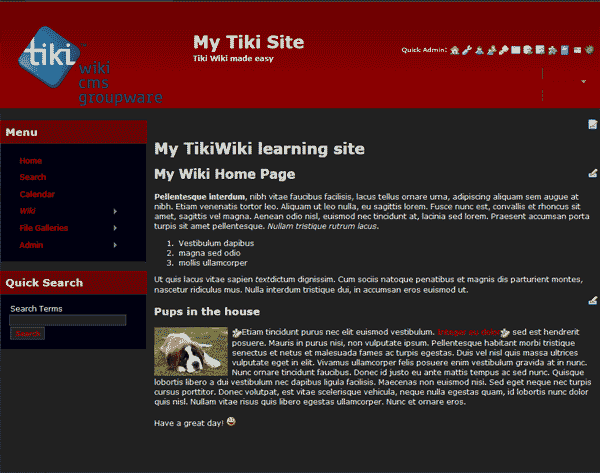 tiki
wiki
cms
groupware
My Tiki Site
Tiki Wiki made easy
Quick Admin:
Menu
Home
Search
Calendar
Wiki
File Galleries
Admin
Quick Search
Search Terms
Search
My TikiWiki learning site
My Wiki Home Page
Pellentesque interdum, nibh vitae faucibus facilisis, lacus tellus ornare urna, adipiscing aliquam sem augue at
nibh. Etiam venenatis tortor leo. Aliquam ut leo nulla, eu sagittis lorem. Fusce nunc est, convallis et rhoncus sit
amet, sagittis vel magna. Aenean odio nisl, euismod nec tincidunt at, lacinia sed lorem. Praesent accumsan porta
turpis sit amet pellentesque. Nullam tristique rutrum lacus.
1. Vestibulum dapibus
2. magna sed odio
3. mollis ullamcorper
Ut quis lacus vitae sapien textdictum dignissim. Cum sociis natoque penatibus et magnis dis parturient montes,
nascetur ridiculus mus. Nulla interdum tristique dui, in accumsan eros euismod ut.
Pups in the house
Etiam tincidunt purus nec elit euismod vestibulum. sed est hendrerit
posuere. Mauris in purus nisi, non vulputate ipsum. Pellentesque habitant morbi tristique
senectus et netus et malesuada fames ac turpis egestas. Duis vel nisl quis massa ultrices
vulputate eget in elit. Vivamus ullamcorper felis posuere enim vestibulum gravida at in nunc.
Nunc ornare tincidunt faucibus. Donec id justo eu ante mattis tempus ac sed nunc. Quisque
lobortis libero a dui vestibulum nec dapibus ligula facilisis. Maecenas non euismod nisi. Sed eget neque nec turpis
cursus porttitor. Donec volutpat, est vitae scelerisque vehicula, neque nulla egestas quam, id lobortis nunc dolor
quis nisl. Nullam vitae risus quis libero egestas ullamcorper. Nunc et ornare eros.
Have a great day!